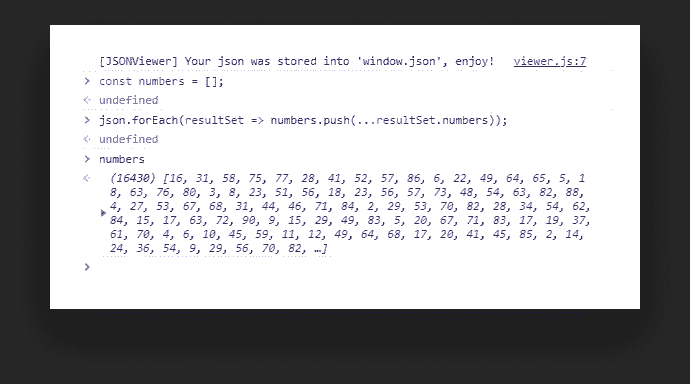 [JSONViewer] Your json was stored into 'window.json', enjoy! viewer.js:7
> const numbers = [];
< undefined
> json.forEach(resultSet => numbers.push(...resultSet.numbers));
< undefined
> numbers
< (16430) [16, 31, 58, 75, 77, 28, 41, 52, 57, 86, 6, 22, 49, 64, 65, 5, 1
8, 63, 76, 80, 3, 8, 23, 51, 56, 18, 23, 56, 57, 73, 48, 54, 63, 82, 88,
4, 27, 53, 67, 68, 31, 44, 46, 71, 84, 2, 29, 53, 70, 82, 28, 34, 54, 62,
84, 15, 17, 63, 72, 90, 9, 15, 29, 49, 83, 5, 20, 67, 71, 83, 17, 19, 37,
61, 70, 4, 6, 10, 45, 59, 11, 12, 49, 64, 68, 17, 20, 41, 45, 85, 2, 14,
24, 36, 54, 9, 29, 56, 70, 82, …]
>